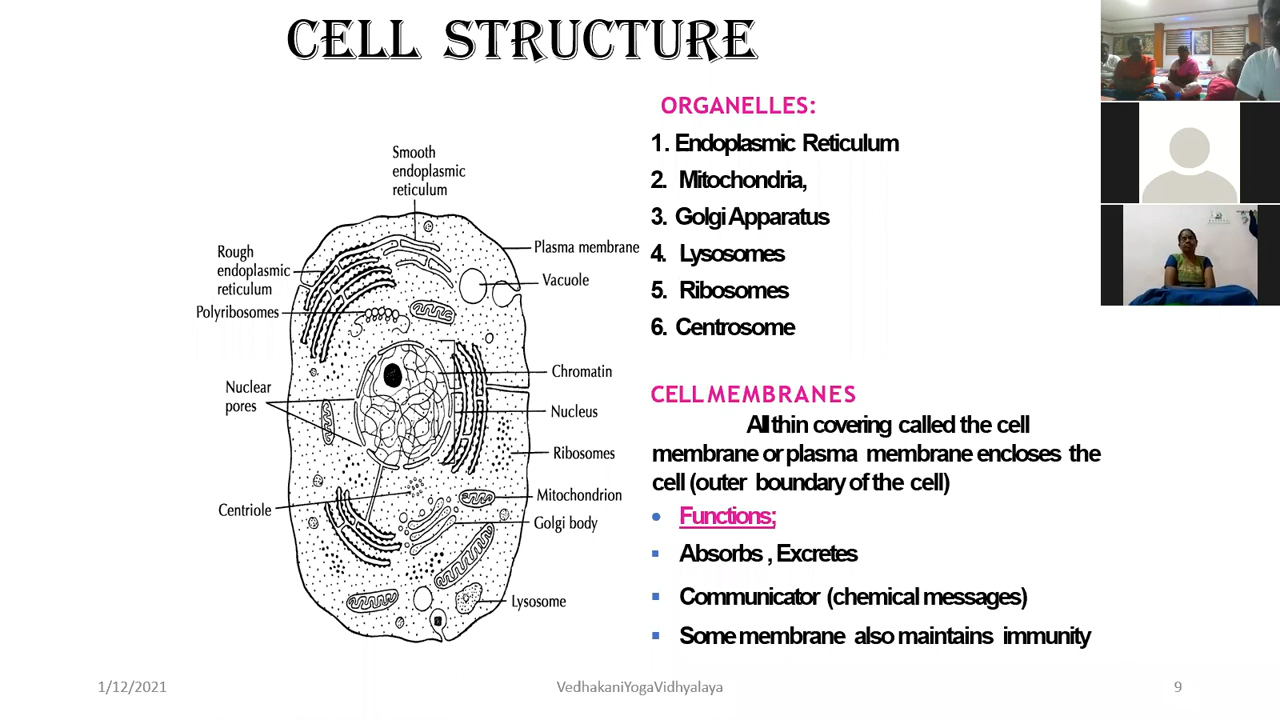 CELL STRUCTURE
ORGANELLES:
1. Endoplasmic Reticulum
2. Mitochondria,
3. Golgi Apparatus
4. Lysosomes
5. Ribosomes
6. Centrosome
CELL MEMBRANES
All thin covering called the cell
membrane or plasma membrane encloses the
cell (outer boundary of the cell)
• Functions;
▪ Absorbs , Excretes
▪ Communicator (chemical messages)
▪ Some membrane also maintains immunity
Smooth
endoplasmic
reticulum
Rough
endoplasmic
reticulum
Polyribosomes
Nuclear
pores
Centriole
Plasma membrane
Vacuole
Chromatin
Nucleus
Ribosomes
Mitochondrion
Golgi body
Lysosome
1/12/2021
VedhakaniYogaVidhyalaya
9